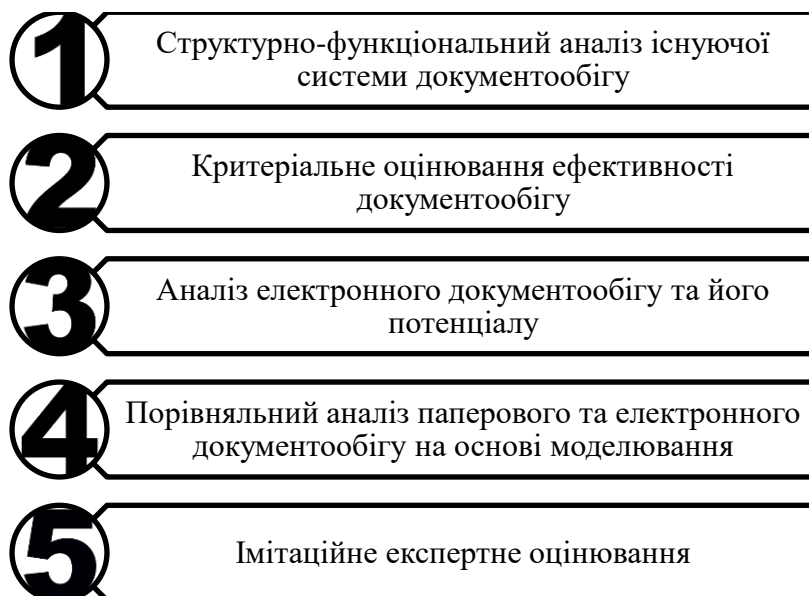 1
Структурно-функціональний аналіз існуючої
системи документообігу
2
Критеріальне оцінювання ефективності
документообігу
3
Аналіз електронного документообігу та його
потенціалу
4
Порівняльний аналіз паперового та електронного
документообігу на основі моделювання
5
Імітаційне експертне оцінювання